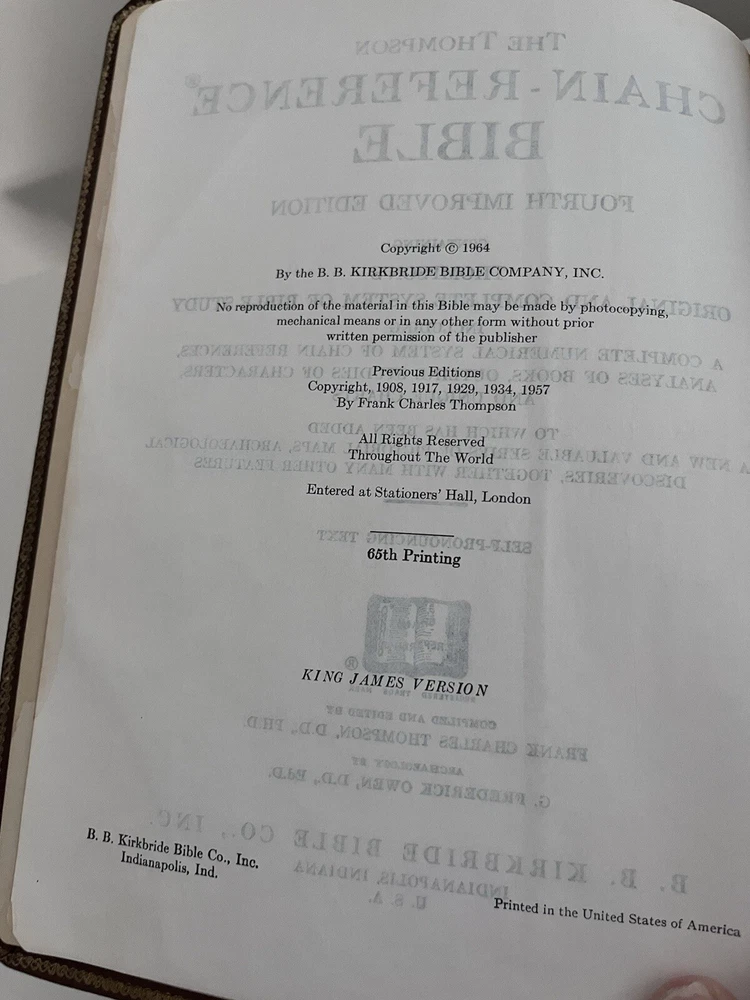 Copyright © 1964
By the B. B. KIRKBRIDE BIBLE COMPANY, INC.
No reproduction of the material in this Bible may be made by photocopying,
mechanical means or in any other form without prior
written permission of the publisher
Previous Editions
Copyright, 1908, 1917, 1929, 1934, 1957
By Frank Charles Thompson
All Rights Reserved
Throughout The World
Entered at Stationers' Hall, London
65th Printing
KING JAMES VERSION
B. B. Kirkbride Bible Co., Inc.
Indianapolis, Ind.
Printed in the United States of America